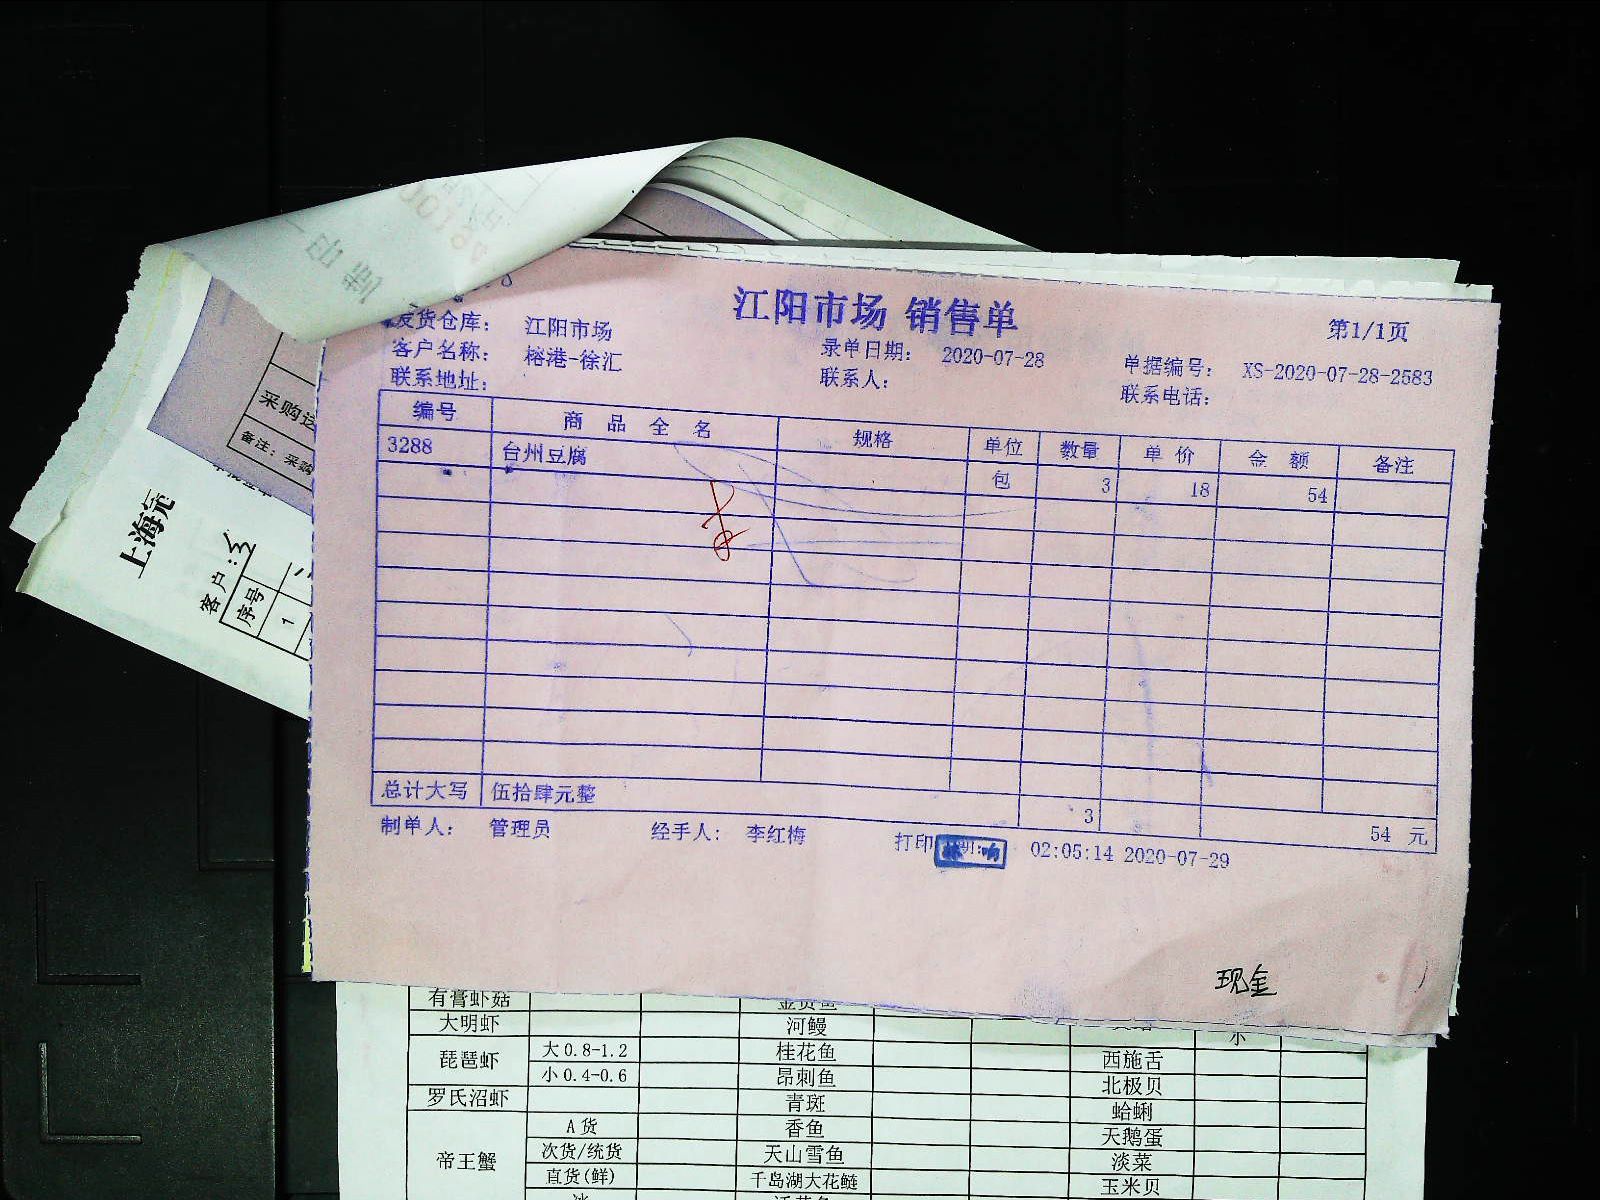 江阳市场 销售单
第1/1页
发货仓库： 江阳市场
客户名称： 榕港-徐汇
录单日期： 2020-07-28
单据编号： XS-2020-07-28-2583
联系地址：
联系人：
联系电话：
编号 商品全名 规格 单位 数量 单价 金额 备注
3288 台州豆腐 包 3 18 54
总计大写 伍拾肆元整 3 54 元
制单人： 管理员 经手人： 李红梅 打印 02:05:14 2020-07-29
现金
采购
备注：采购
上海
客户：
序号
1
有膏虾菇
大明虾 河鳗
琵琶虾 大0.8-1.2 桂花鱼 西施舌
小0.4-0.6 昂刺鱼 北极贝
罗氏沼虾 青斑 蛤蜊
帝王蟹 A货 香鱼 天鹅蛋
次货/统货 天山雪鱼 淡菜
直货(鲜) 千岛湖大花鲢 玉米贝